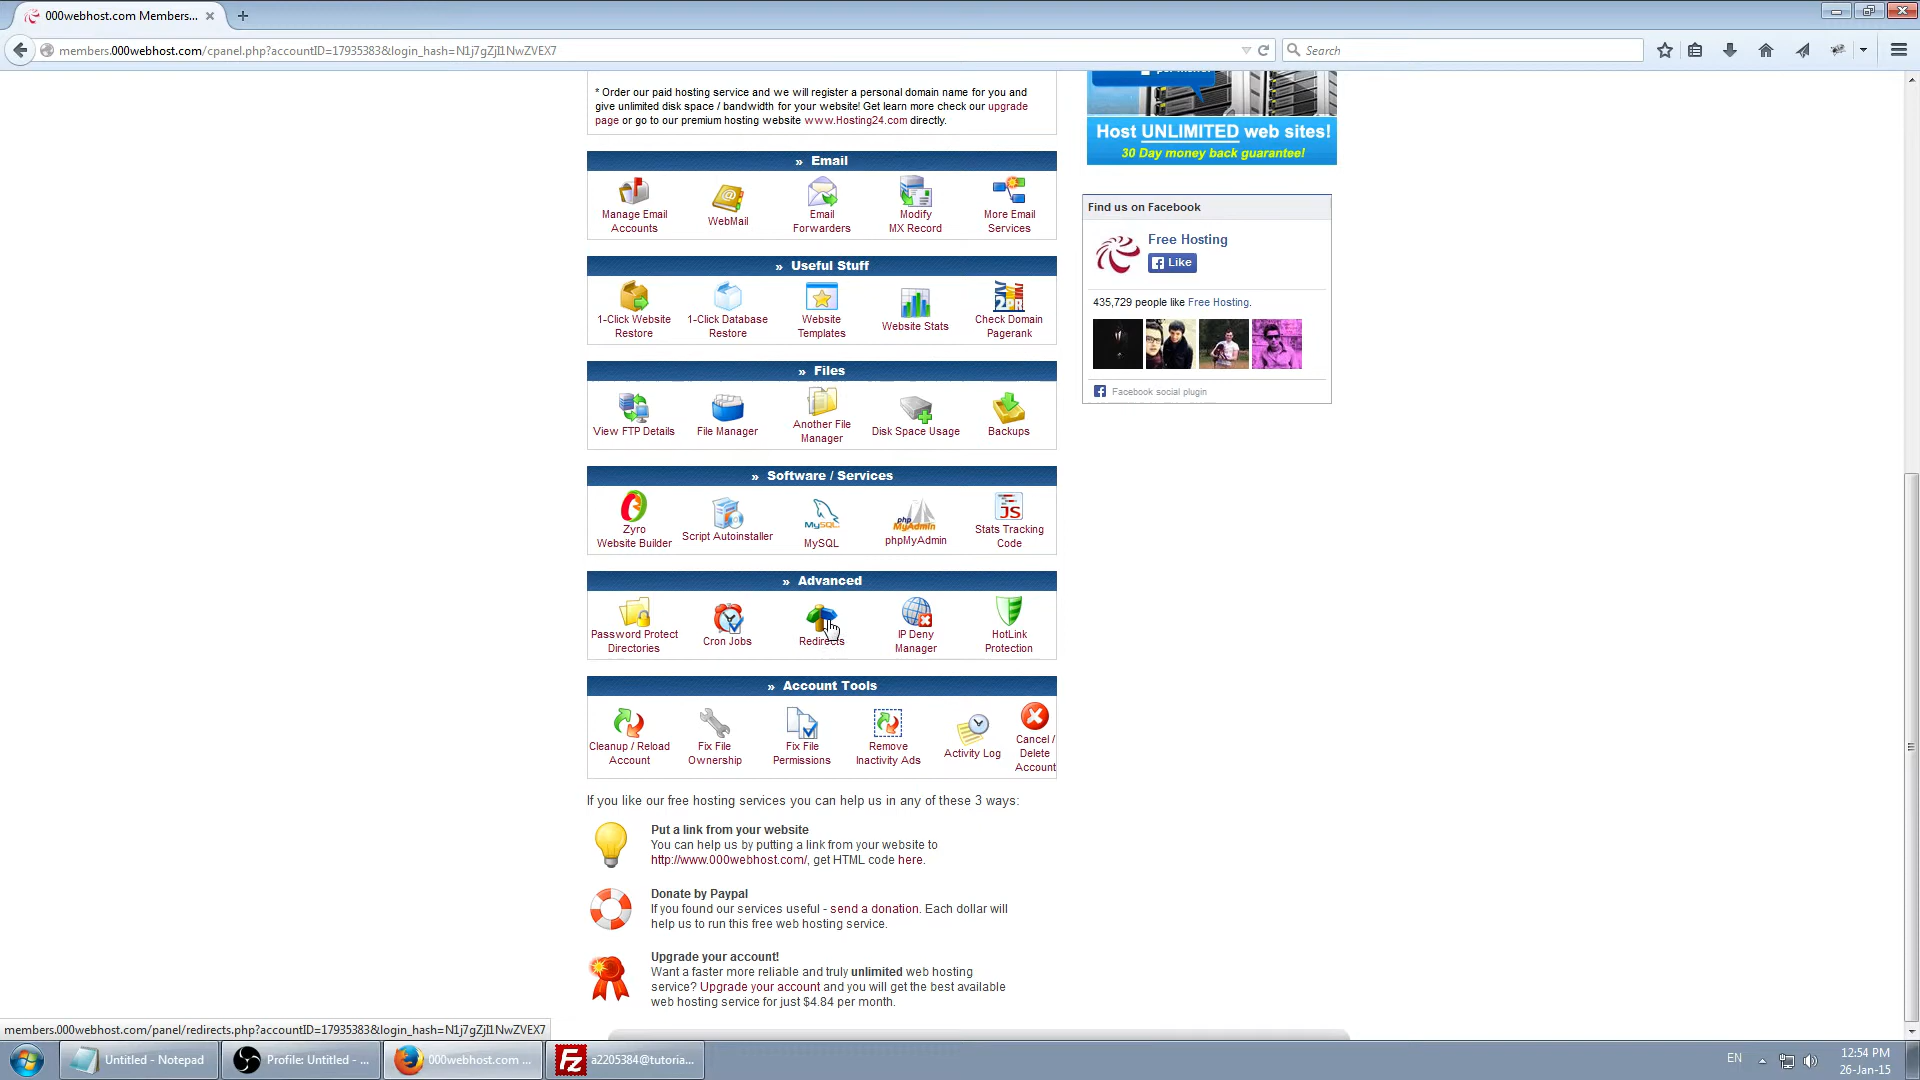 000webhost.com Members...
members.000webhost.com/cpanel.php?accountID=17935383&login_hash=N1j7gZjI1NwZVEX7
Search
* Order our paid hosting service and we will register a personal domain name for you and
give unlimited disk space / bandwidth for your website! Get learn more check our upgrade
page or go to our premium hosting website www.Hosting24.com directly.
Host UNLIMITED web sites!
30 Day money back guarantee!
» Email
Manage Email
Accounts
WebMail
Email
Forwarders
Modify
MX Record
More Email
Services
Find us on Facebook
Free Hosting
Like
435,729 people like Free Hosting.
Facebook social plugin
» Useful Stuff
1-Click Website
Restore
1-Click Database
Restore
Website
Templates
Website Stats
2PR
Check Domain
Pagerank
» Files
View FTP Details
File Manager
Another File
Manager
Disk Space Usage
Backups
» Software / Services
Zyro
Website Builder
Script Autoinstaller
MySQL
MySQL
php
MyAdmin
phpMyAdmin
JS
Stats Tracking
Code
» Advanced
Password Protect
Directories
Cron Jobs
Redirects
IP Deny
Manager
HotLink
Protection
» Account Tools
Cleanup / Reload
Account
Fix File
Ownership
Fix File
Permissions
Remove
Inactivity Ads
Activity Log
Cancel /
Delete
Account
If you like our free hosting services you can help us in any of these 3 ways:
Put a link from your website
You can help us by putting a link from your website to
http://www.000webhost.com/, get HTML code here.
Donate by Paypal
If you found our services useful - send a donation. Each dollar will
help us to run this free web hosting service.
Upgrade your account!
Want a faster more reliable and truly unlimited web hosting
service? Upgrade your account and you will get the best available
web hosting service for just $4.84 per month.
members.000webhost.com/panel/redirects.php?accountID=17935383&login_hash=N1j7gZjI1NwZVEX7
Untitled - Notepad
Profile: Untitled - ...
000webhost.com ...
Fz
a2205384@tutoria...
EN
12:54 PM
26-Jan-15